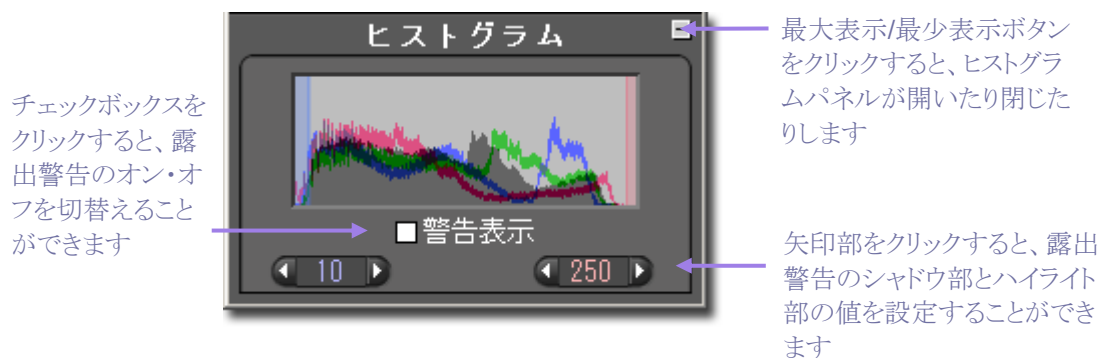 ヒストグラム
最大表示/最少表示ボタン
をクリックすると、ヒストグラ
ムパネルが開いたり閉じた
りします
チェックボックスを
クリックすると、露
出警告のオン・オ
フを切替えること
ができます
警告表示
10
250
矢印部をクリックすると、露出
警告のシャドウ部とハイライト
部の値を設定することができ
ます